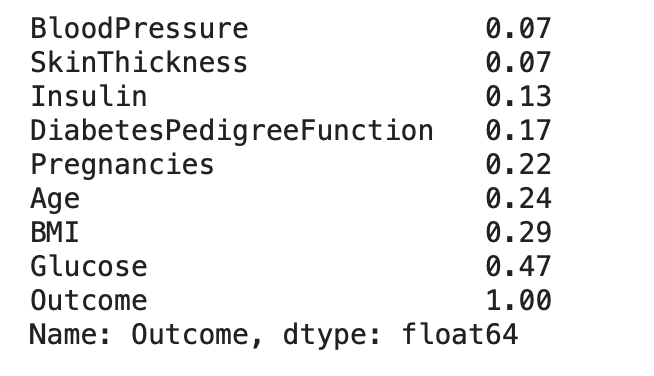 BloodPressure 0.07
SkinThickness 0.07
Insulin 0.13
DiabetesPedigreeFunction 0.17
Pregnancies 0.22
Age 0.24
BMI 0.29
Glucose 0.47
Outcome 1.00
Name: Outcome, dtype: float64